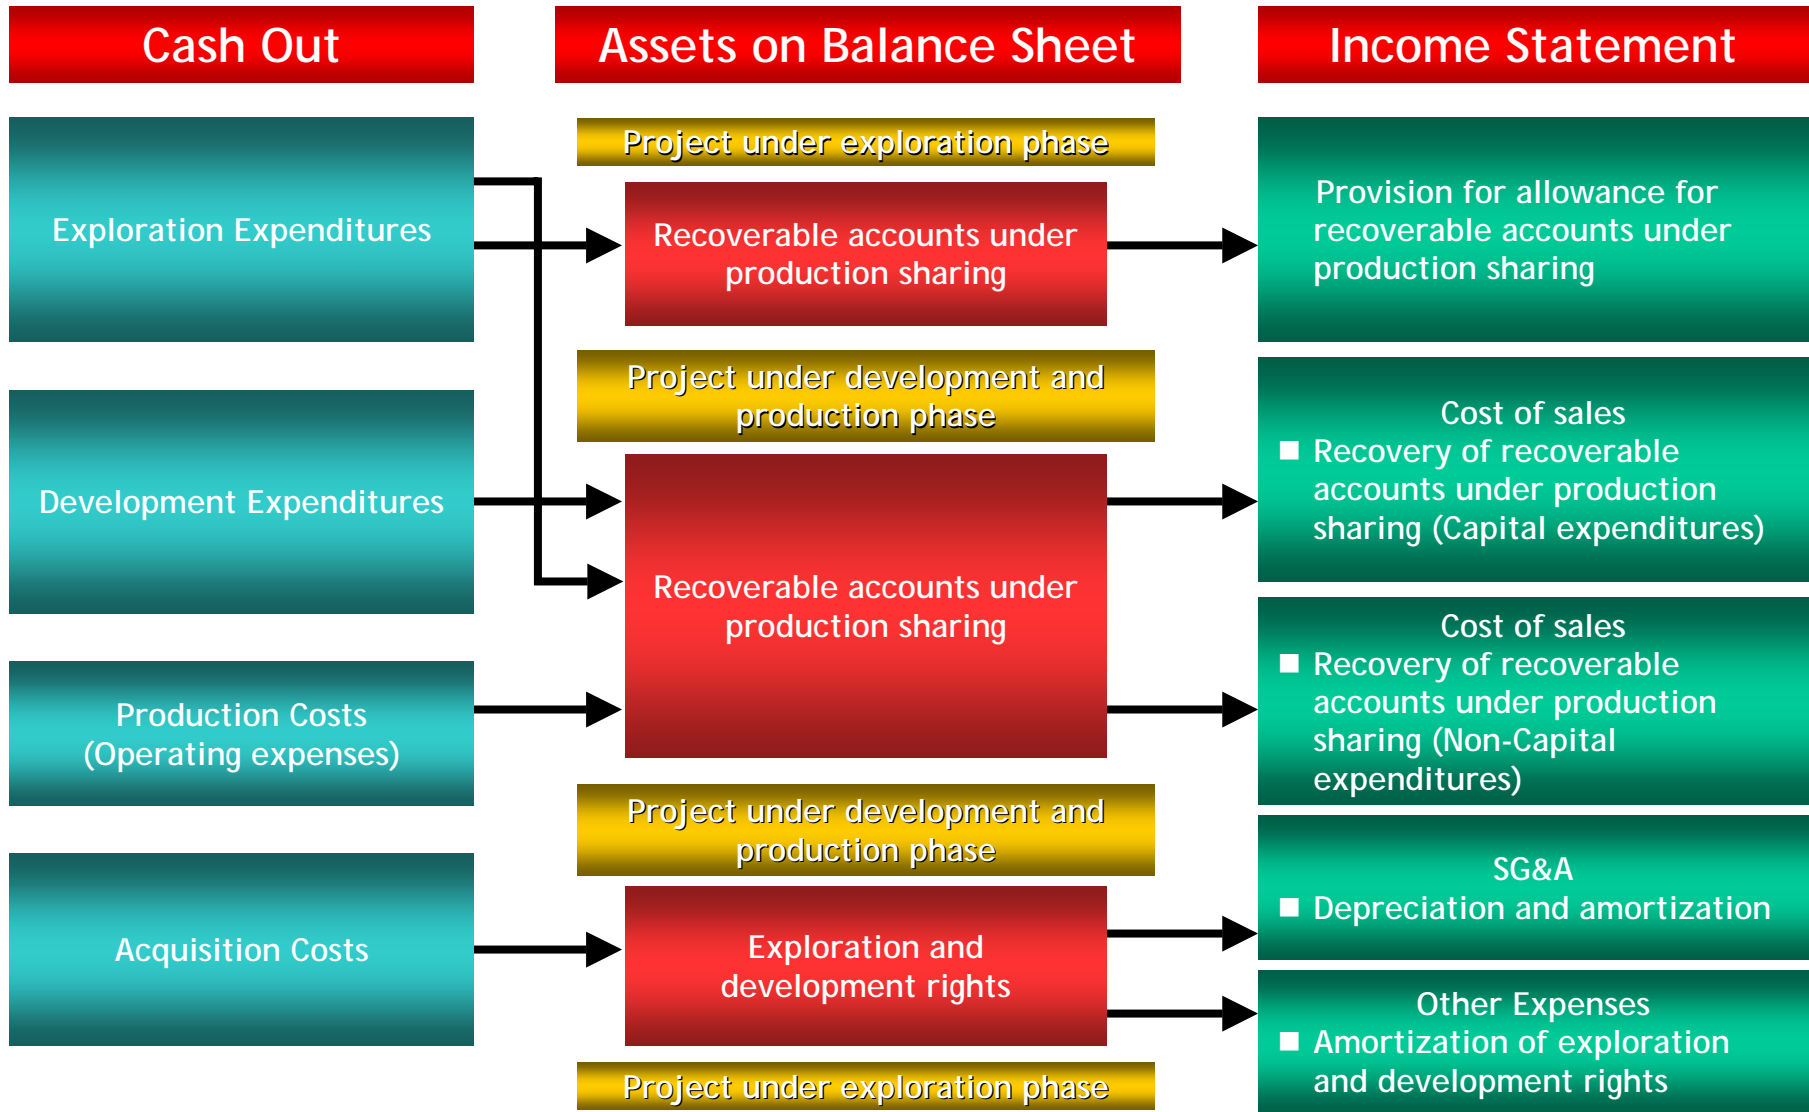 Cash Out
Assets on Balance Sheet
Income Statement
Exploration Expenditures
Development Expenditures
Production Costs
(Operating expenses)
Acquisition Costs
Project under exploration phase
Recoverable accounts under
production sharing
Project under development and
production phase
Recoverable accounts under
production sharing
Project under development and
production phase
Exploration and
development rights
Project under exploration phase
Provision for allowance for
recoverable accounts under
production sharing
Cost of sales
■ Recovery of recoverable
accounts under production
sharing (Capital expenditures)
Cost of sales
■ Recovery of recoverable
accounts under production
sharing (Non-Capital
expenditures)
SG&A
■ Depreciation and amortization
Other Expenses
■ Amortization of exploration
and development rights